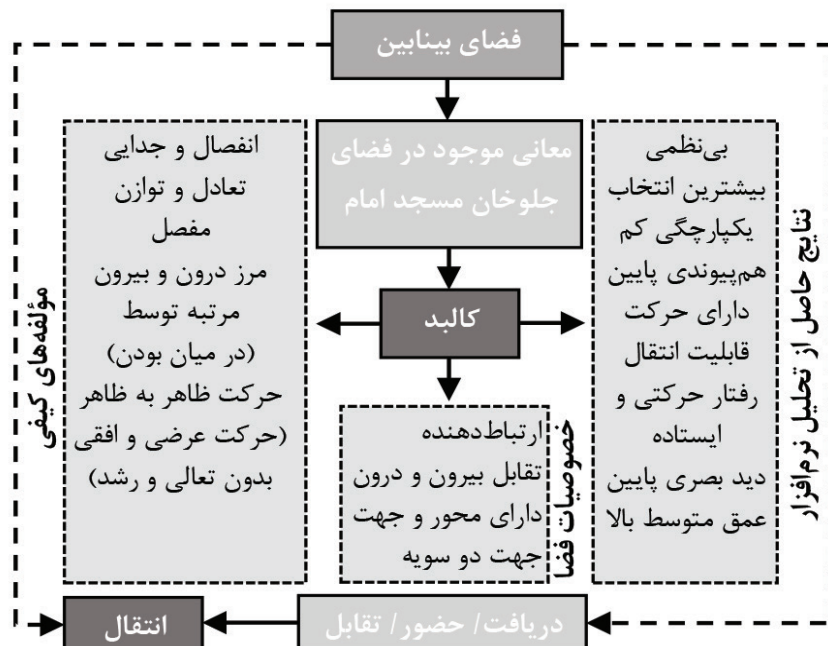 فضای بینابین
معانی موجود در فضای
جلوخان مسجد امام
کالبد
نتایج حاصل از تحلیل نرم‌افزار
بی‌نظمی
بیشترین انتخاب
یکپارچگی کم
هم‌پیوندی پایین
دارای حرکت
قابلیت انتقال
رفتار حرکتی و
ایستاده
دید بصری پایین
عمق متوسط بالا
خصوصیات فضا
ارتباط‌دهنده
تقابل بیرون و درون
دارای محور و جهت
جهت دو سویه
مؤلفه‌های کیفی
انفصال و جدایی
تعادل و توازن
مفصل
مرز درون و بیرون
مرتبه توسط
(در میان بودن)
حرکت ظاهر به ظاهر
(حرکت عرضی و افقی
بدون تعالی و رشد)
دریافت/ حضور/ تقابل
انتقال